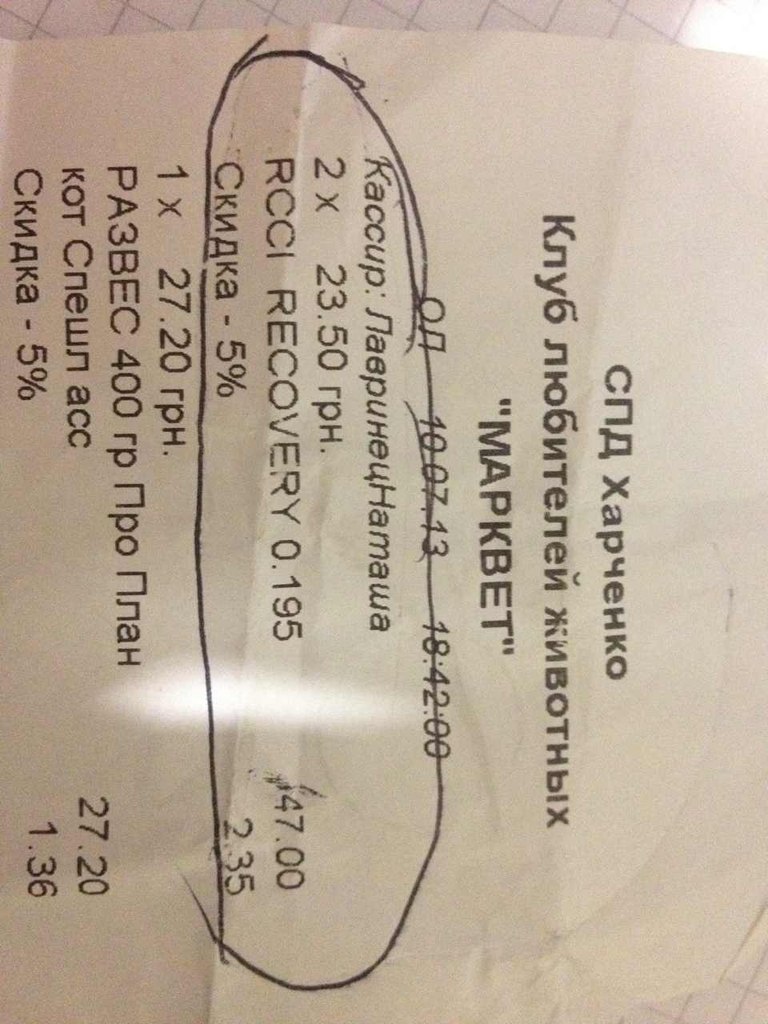 СПД Харченко
Клуб любителей животных
"МАРКВЕТ"
ОД 10.07.13 18:42:00
Кассир: ЛавринецНаташа
2 x 23.50 грн.
RCCI RECOVERY 0.195 47.00
Скидка - 5% 2.35
1 x 27.20 грн.
РАЗВЕС 400 гр Про План
кот Спешл асс 27.20
Скидка - 5% 1.36